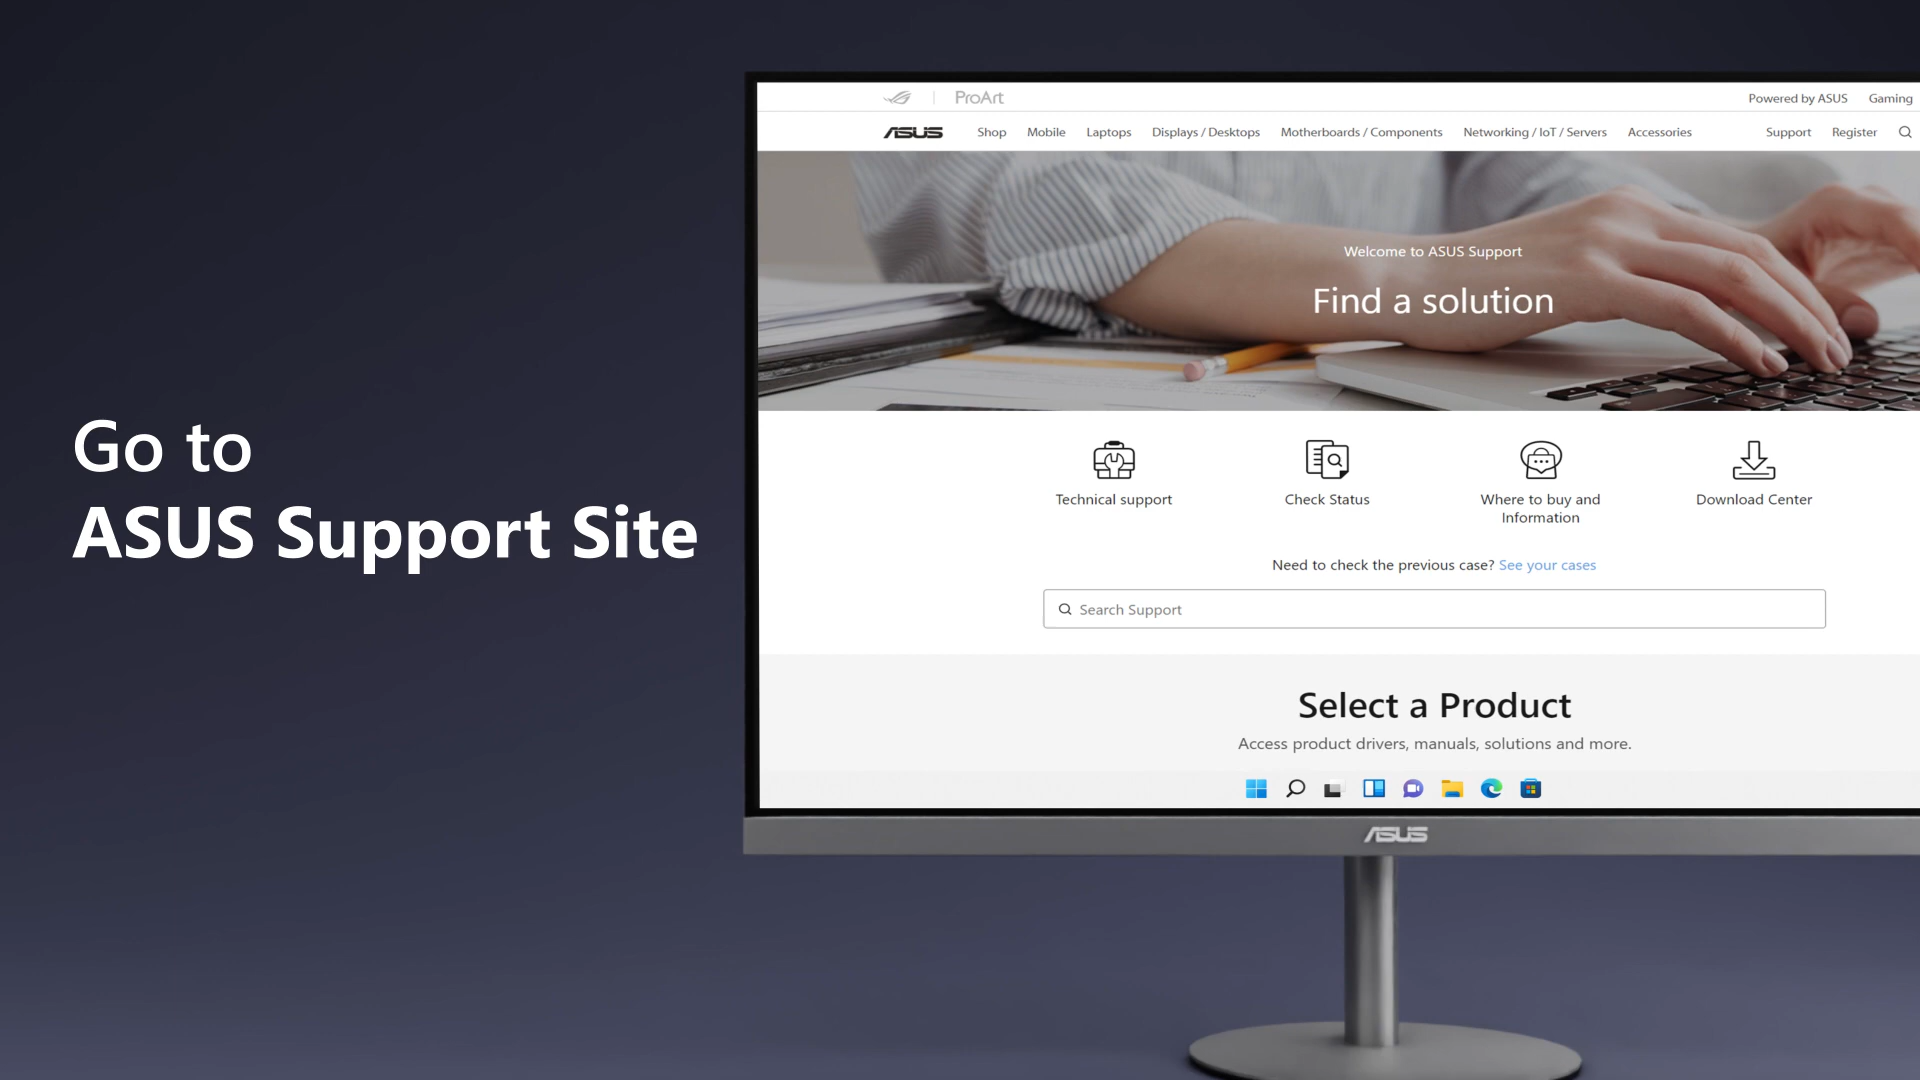 Go to
ASUS Support Site
ProArt
Powered by ASUS Gaming
ASUS Shop Mobile Laptops Displays / Desktops Motherboards / Components Networking / IoT / Servers Accessories Support Register
Welcome to ASUS Support
Find a solution
Technical support
Check Status
Where to buy and
Information
Download Center
Need to check the previous case? See your cases
Search Support
Select a Product
Access product drivers, manuals, solutions and more.
ASUS